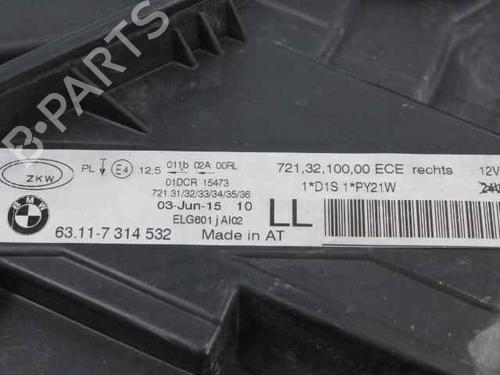 ZKW
PL E4 12.5 011b 02A 00RL
01DCR 15473
721.31/32/33/34/35/36
03-Jun-15 10
ELG601 j AI02
BMW
63.11-7 314 532 Made in AT
LL
721,32,100,00 ECE rechts 12V
1*D1S 1*PY21W
B-PARTS